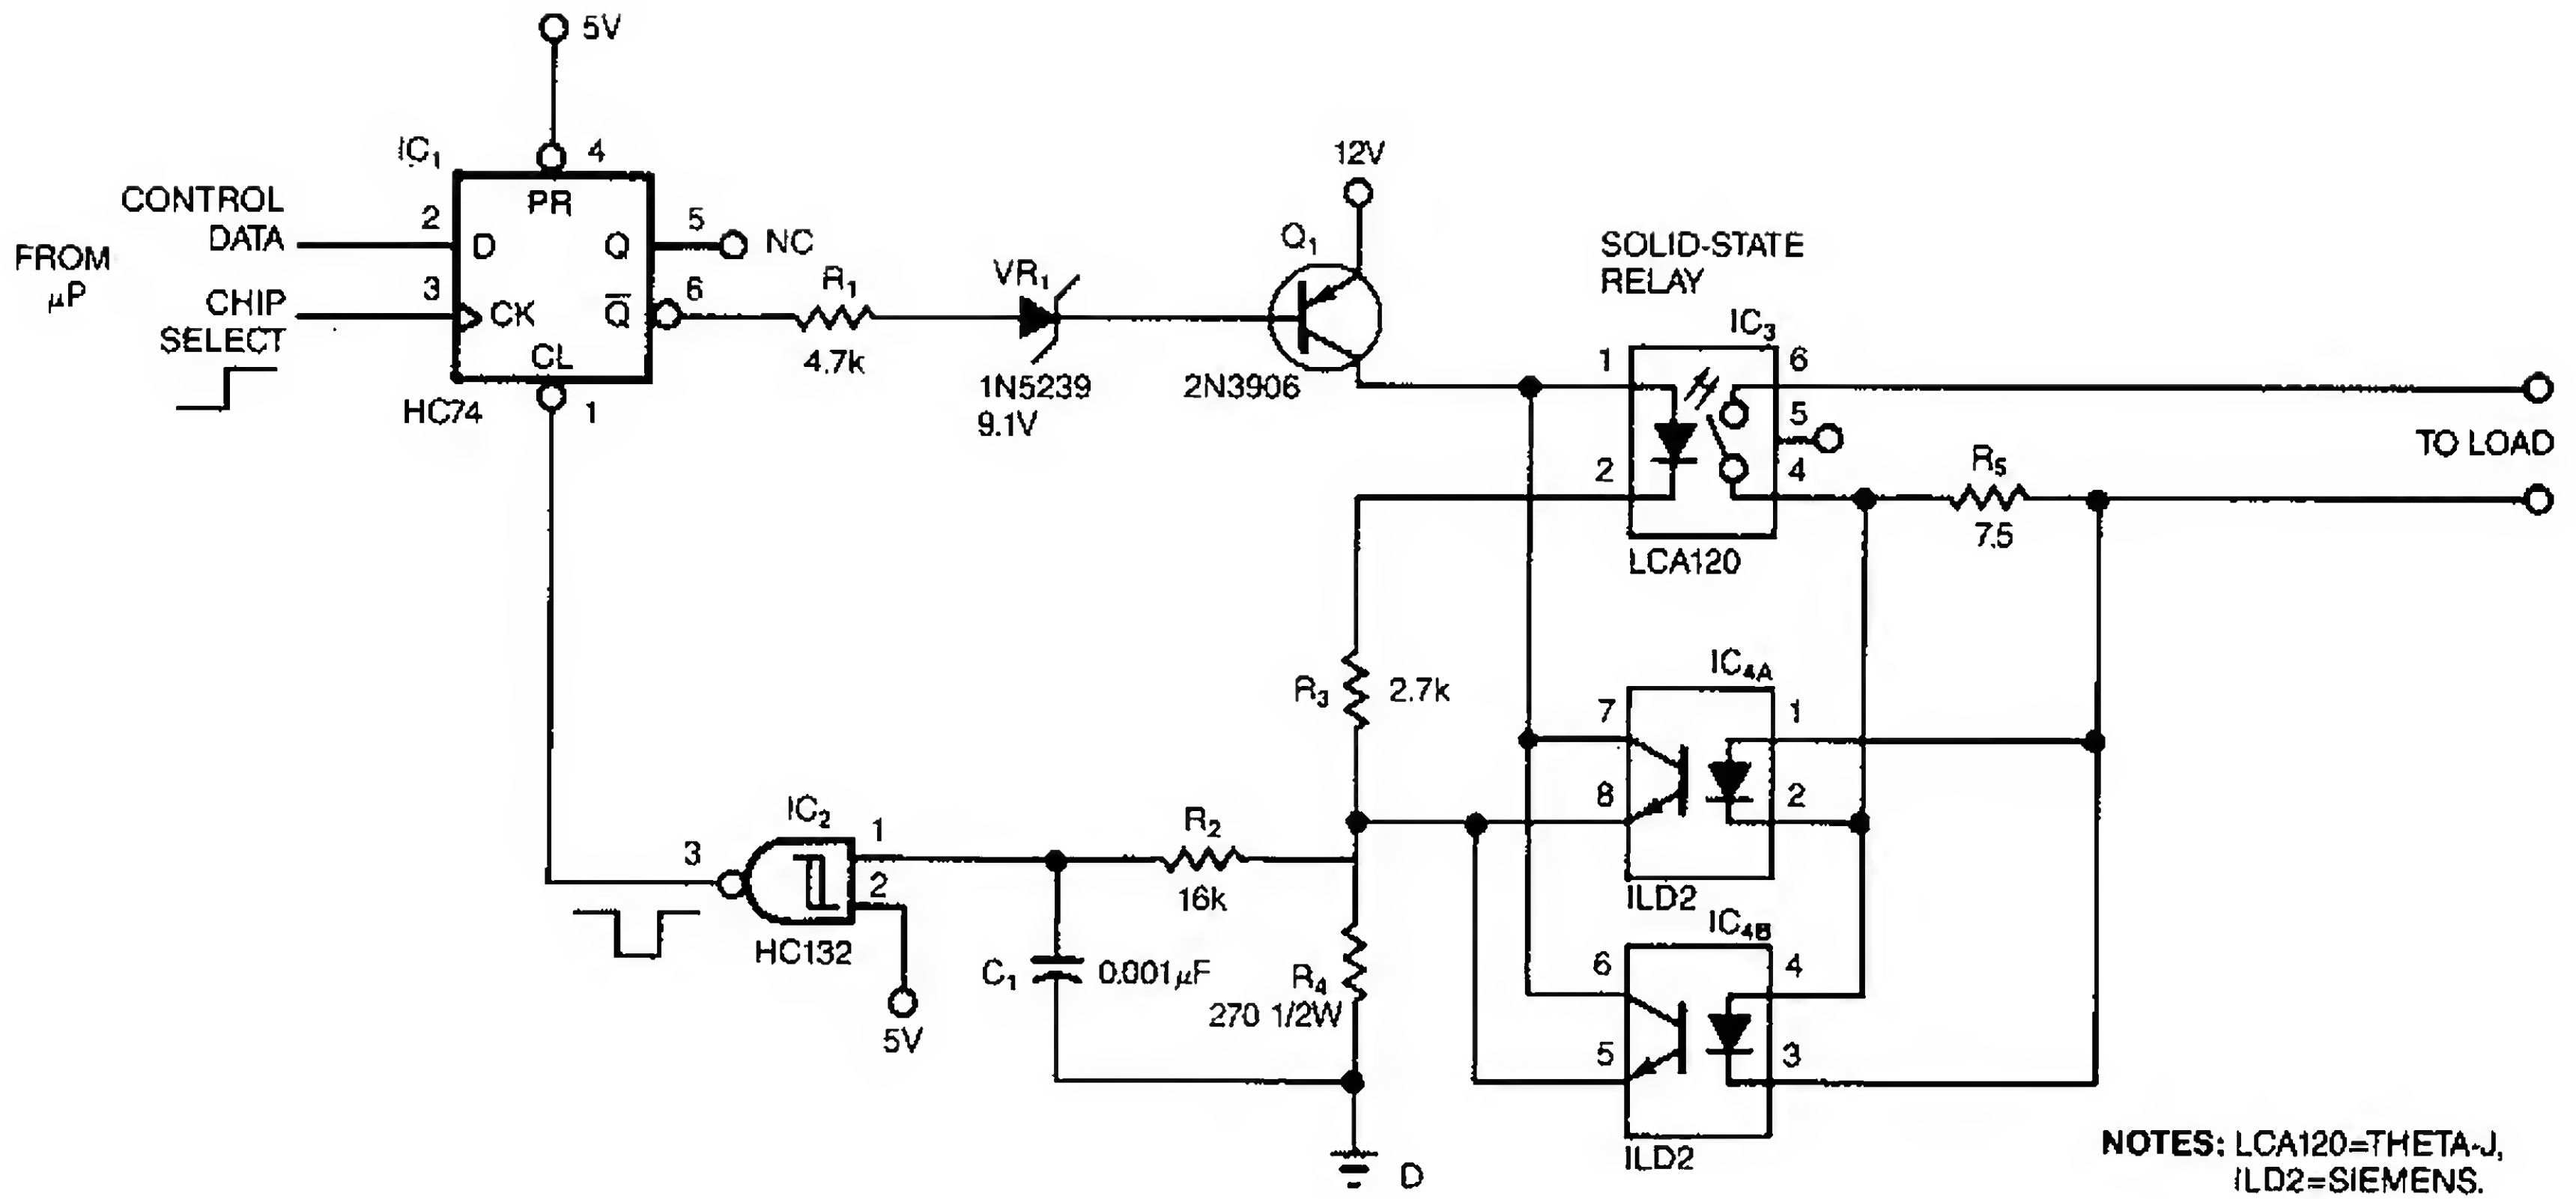 5V
IC1
4
PR
CONTROL
DATA
2
D
Q
5
NC
FROM
μP
CHIP
SELECT
3
CK
Q̅
6
CL
HC74
1
R1
4.7k
VR1
1N5239
9.1V
12V
Q1
2N3906
SOLID-STATE
RELAY
IC3
1
6
5
2
4
LCA120
R5
7.5
TO LOAD
R3
2.7k
IC4A
7
1
8
2
ILD2
IC4B
6
4
5
3
ILD2
IC2
3
1
2
HC132
5V
R2
16k
C1
0.001μF
R4
270 1/2W
D
NOTES: LCA120=THETA-J,
ILD2=SIEMENS.